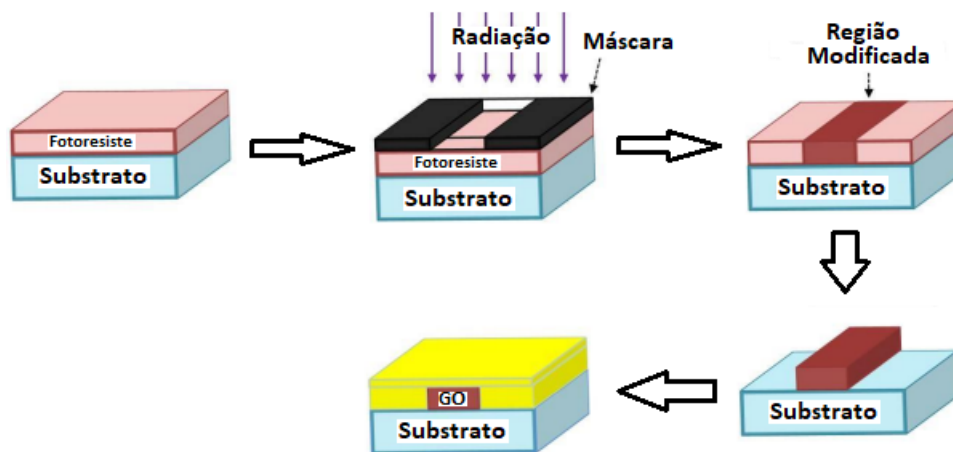 Fotoresiste
Substrato
Radiação
Máscara
Fotoresiste
Substrato
Região
Modificada
Substrato
Substrato
GO
Substrato